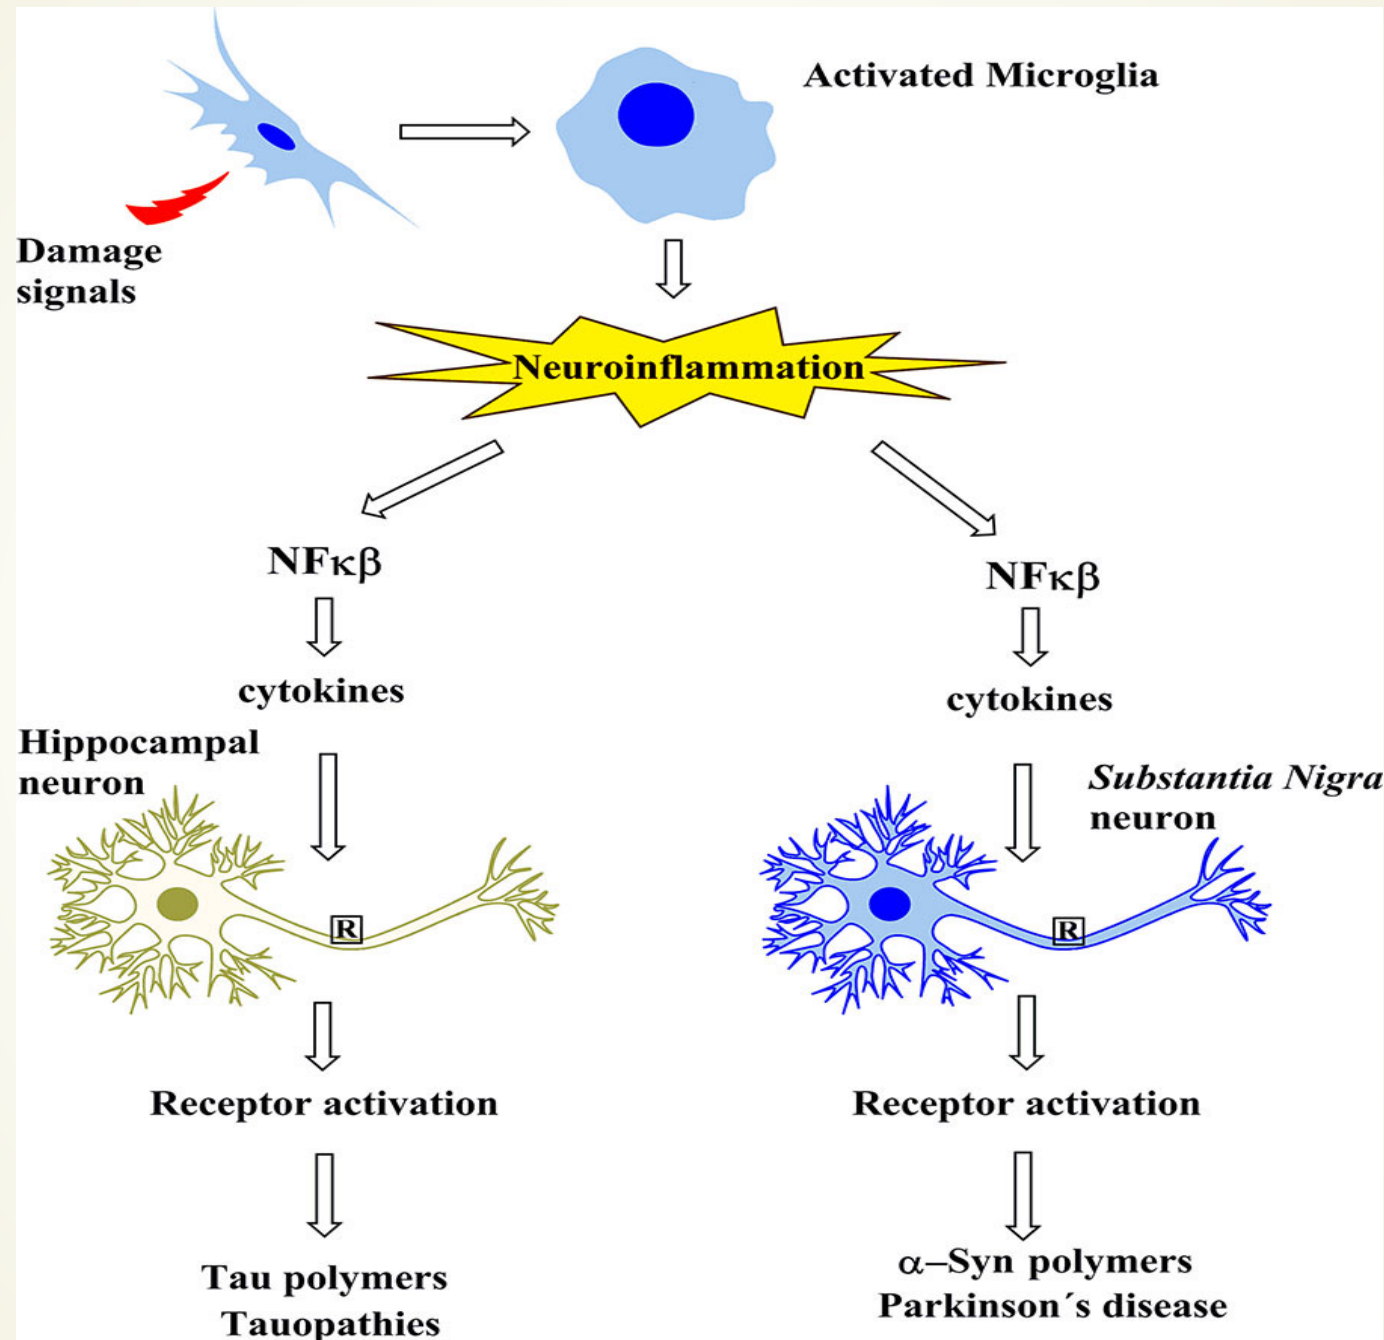 Activated Microglia
Damage
signals
Neuroinflammation
NFκβ
NFκβ
cytokines
cytokines
Hippocampal
neuron
Substantia Nigra
neuron
R
R
Receptor activation
Receptor activation
Tau polymers
Tauopathies
α–Syn polymers
Parkinson´s disease